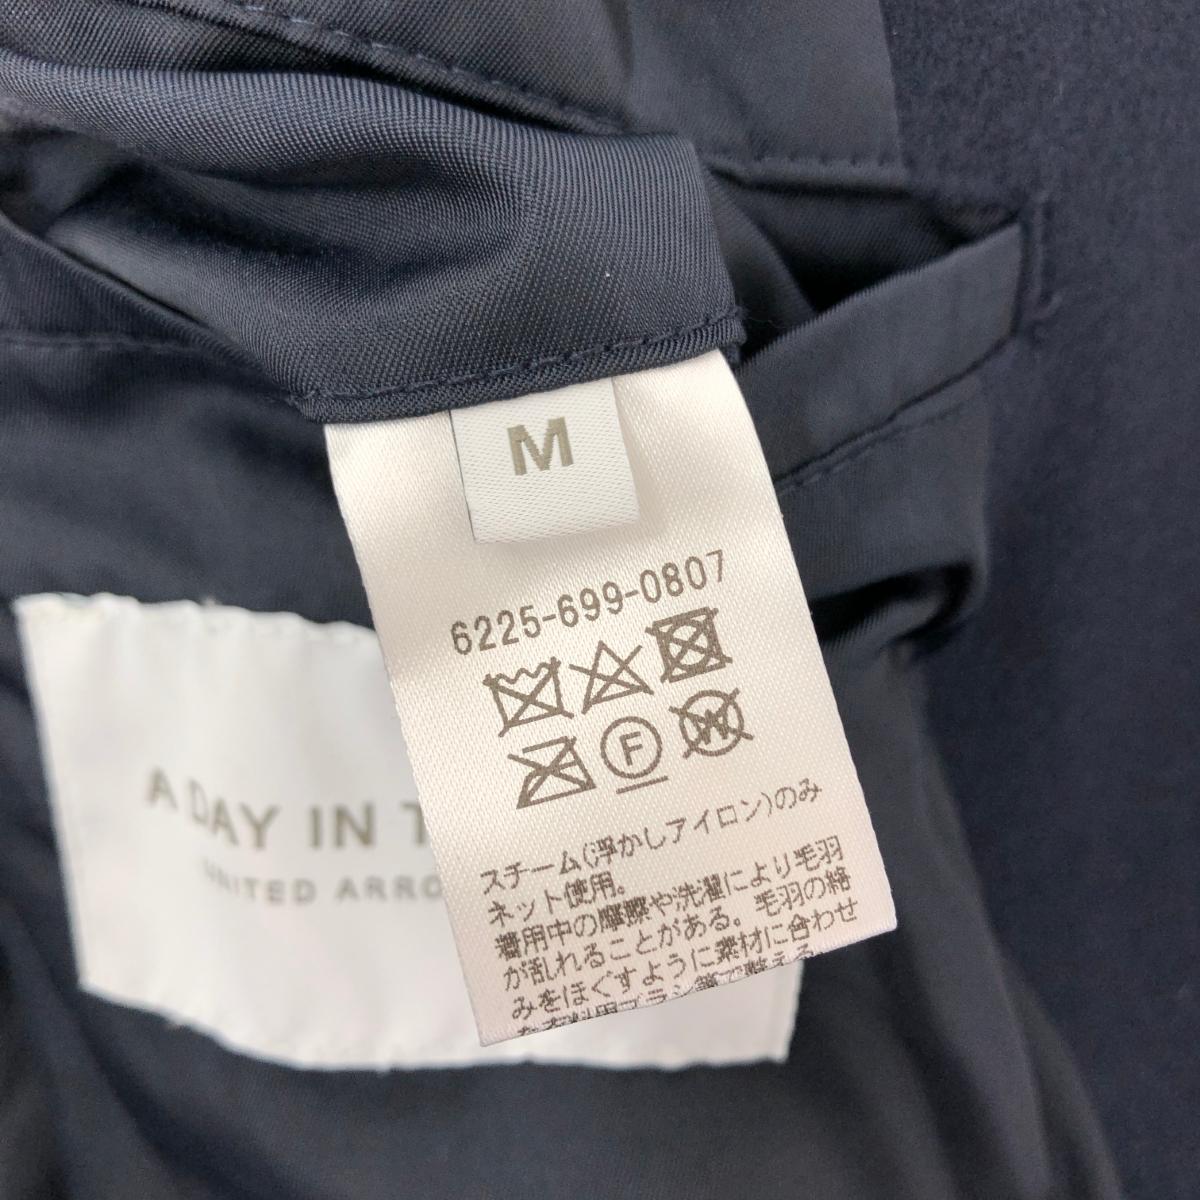 M
6225-699-0807
F
W
スチーム(浮かしアイロン)のみ
ネット使用。
着用中の摩擦や洗濯により毛羽
が乱れることがある。毛羽の絡
みをほぐすように素材に合わせ
A DAY IN T
UNITED ARRO